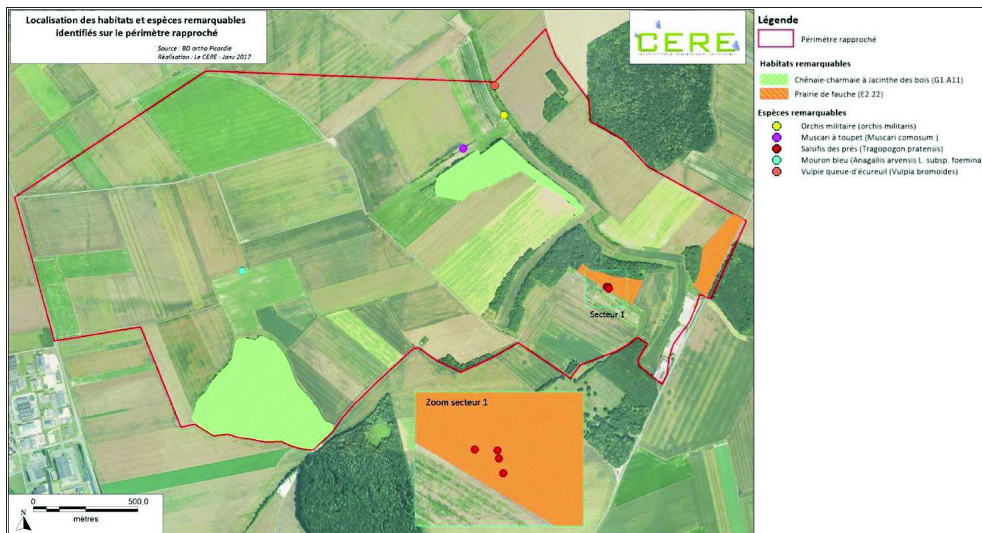 Localisation des habitats et espèces remarquables
identifiés sur le périmètre rapproché
Source : BD ortho Picardie
Réalisation : Le CERE - Janv 2017
CERE
Légende
Périmètre rapproché
Habitats remarquables
Chênaie-charmaie à Jacinthe des bois (G1.A11)
Prairie de fauche (E2.22)
Espèces remarquables
Orchis militaire (orchis militaris)
Muscari à toupet (Muscari comosum )
Salsifis des prés (Tragopogon pratensis)
Mouron bleu (Anagallis arvensis L. subsp. foemina
Vulpie queue-d'écureuil (Vulpia bromoides)
Secteur 1
Zoom secteur 1
0 500,0
mètres
N